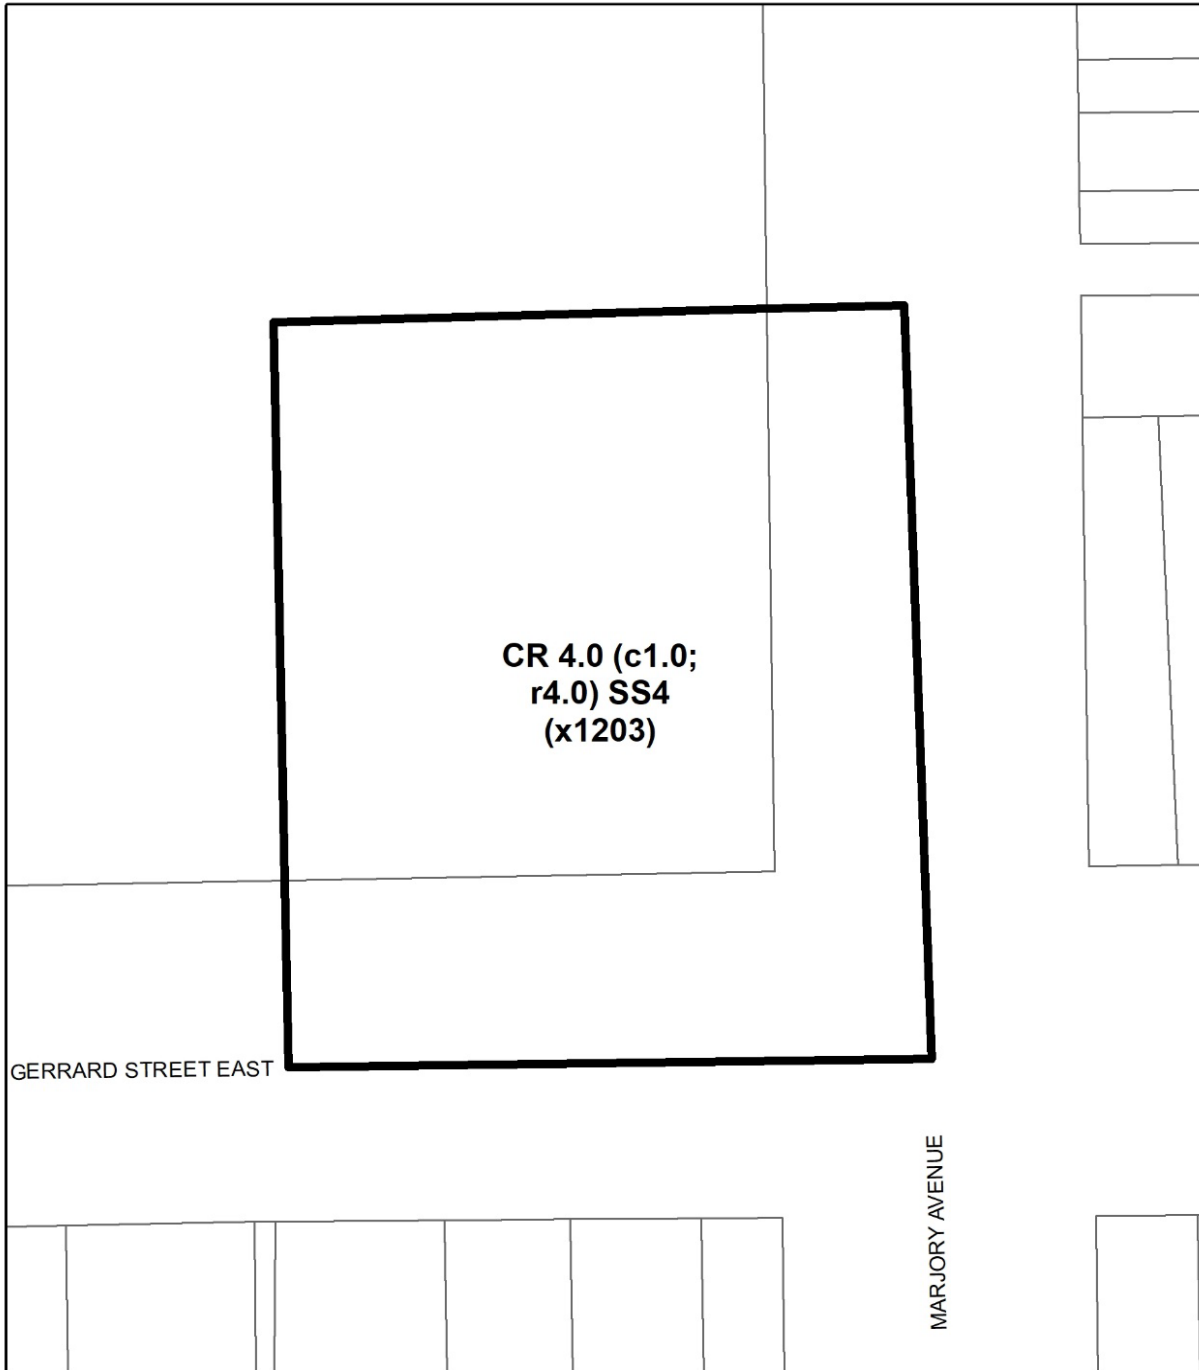 CR 4.0 (c1.0;
r4.0) SS4
(x1203)
GERRARD STREET EAST
MARJORY AVENUE